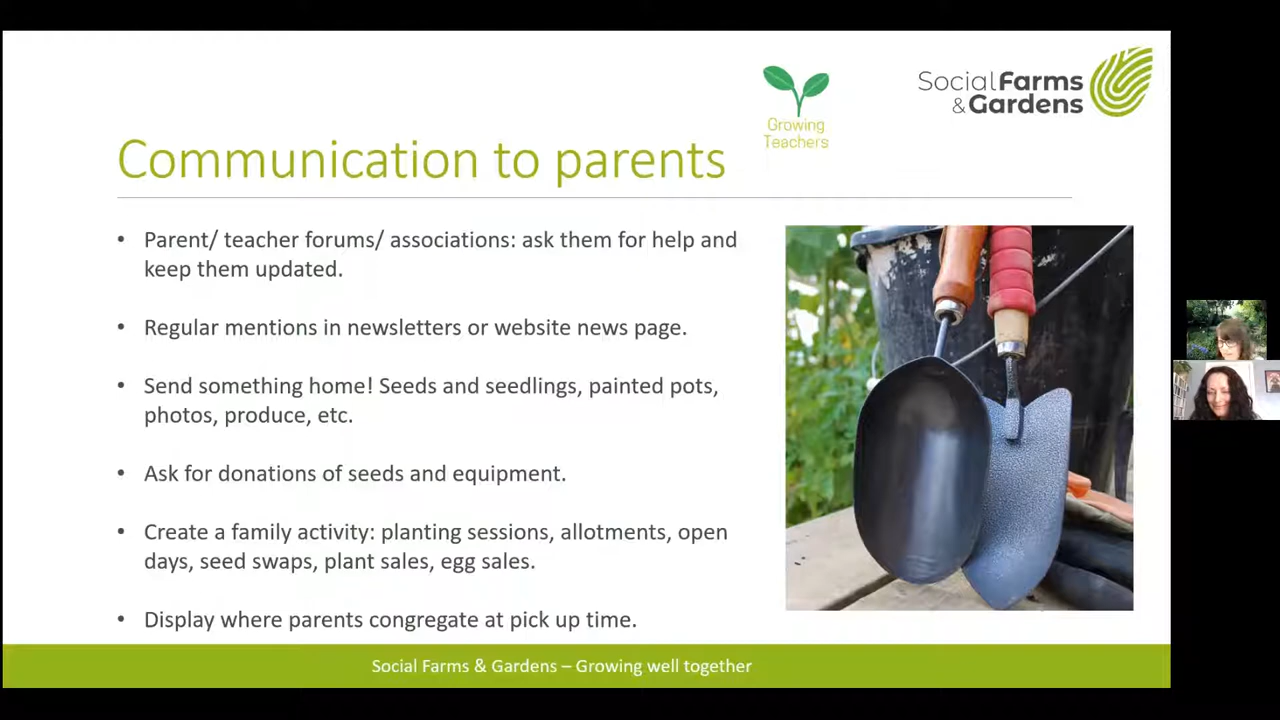 Growing
Teachers
Social Farms
& Gardens
Communication to parents
• Parent/ teacher forums/ associations: ask them for help and
keep them updated.
• Regular mentions in newsletters or website news page.
• Send something home! Seeds and seedlings, painted pots,
photos, produce, etc.
• Ask for donations of seeds and equipment.
• Create a family activity: planting sessions, allotments, open
days, seed swaps, plant sales, egg sales.
• Display where parents congregate at pick up time.
Social Farms & Gardens – Growing well together